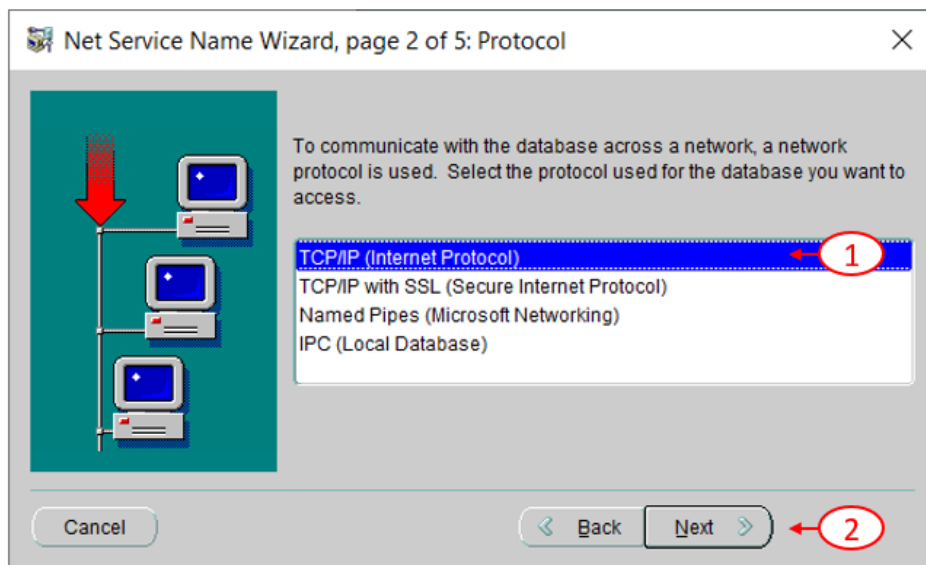 Net Service Name Wizard, page 2 of 5: Protocol
To communicate with the database across a network, a network
protocol is used. Select the protocol used for the database you want to
access.
TCP/IP (Internet Protocol)
1
TCP/IP with SSL (Secure Internet Protocol)
Named Pipes (Microsoft Networking)
IPC (Local Database)
Cancel
Back
Next
2